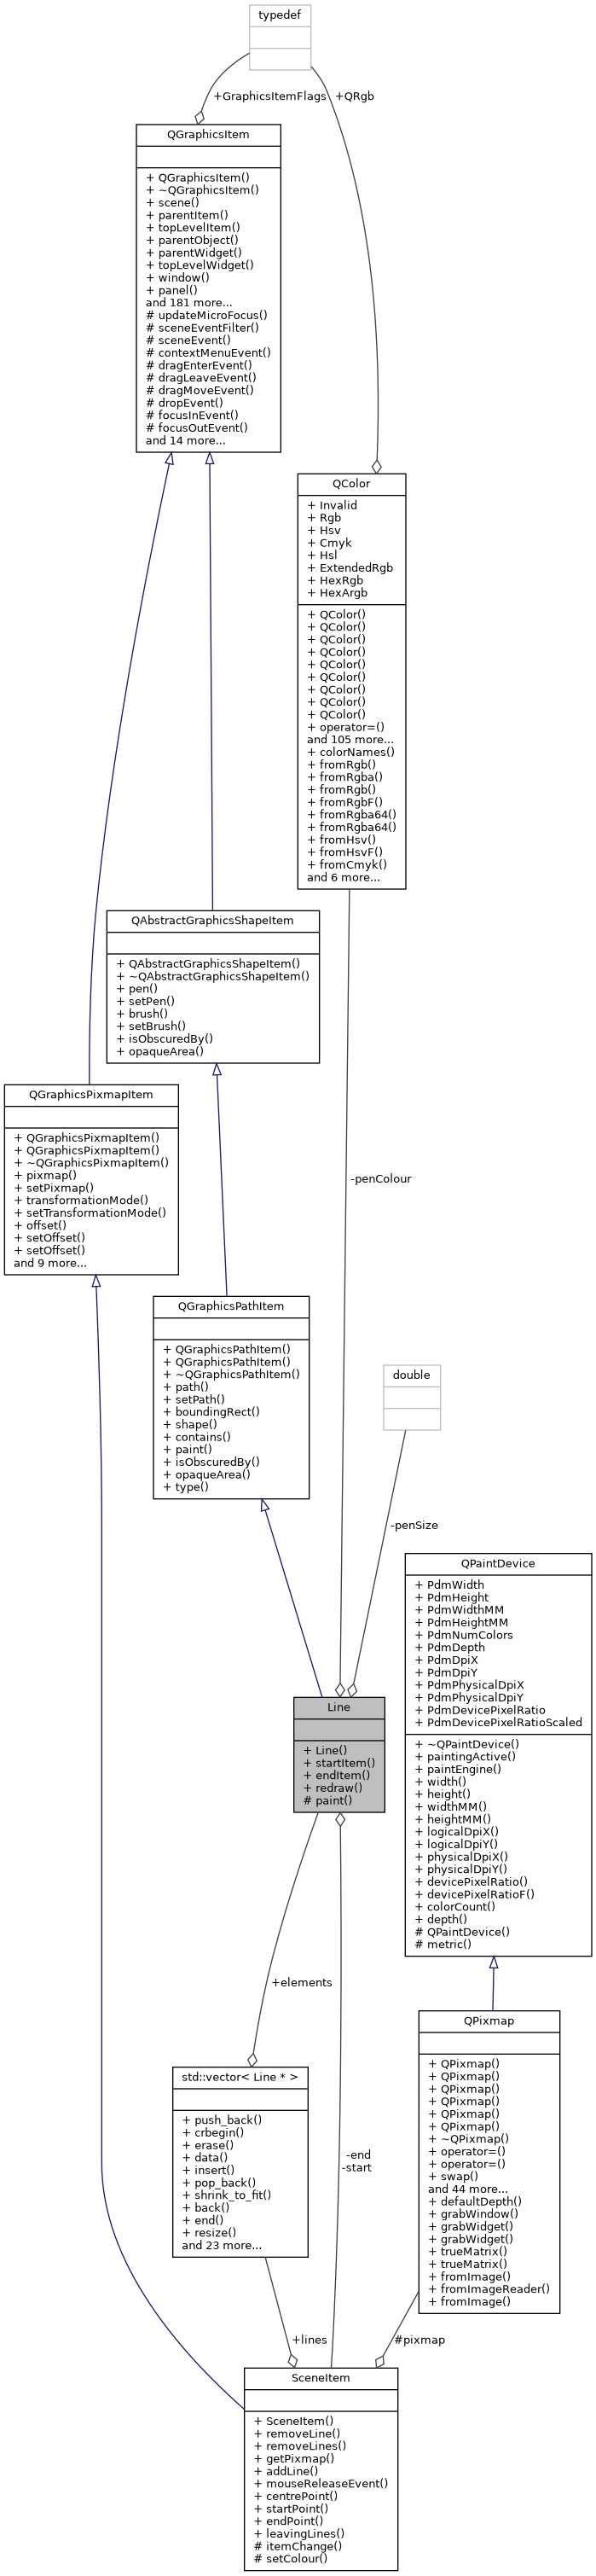 typedef
+GraphicsItemFlags
+QRgb
QGraphicsItem
+ QGraphicsItem()
+ ~QGraphicsItem()
+ scene()
+ parentItem()
+ topLevelItem()
+ parentObject()
+ parentWidget()
+ topLevelWidget()
+ window()
+ panel()
and 181 more...
# updateMicroFocus()
# sceneEventFilter()
# sceneEvent()
# contextMenuEvent()
# dragEnterEvent()
# dragLeaveEvent()
# dragMoveEvent()
# dropEvent()
# focusInEvent()
# focusOutEvent()
and 14 more...
QColor
+ Invalid
+ Rgb
+ Hsv
+ Cmyk
+ Hsl
+ ExtendedRgb
+ HexRgb
+ HexArgb
+ QColor()
+ QColor()
+ QColor()
+ QColor()
+ QColor()
+ QColor()
+ QColor()
+ QColor()
+ QColor()
+ operator=()
and 105 more...
+ colorNames()
+ fromRgb()
+ fromRgba()
+ fromRgb()
+ fromRgbF()
+ fromRgba64()
+ fromRgba64()
+ fromHsv()
+ fromHsvF()
+ fromCmyk()
and 6 more...
QAbstractGraphicsShapeItem
+ QAbstractGraphicsShapeItem()
+ ~QAbstractGraphicsShapeItem()
+ pen()
+ setPen()
+ brush()
+ setBrush()
+ isObscuredBy()
+ opaqueArea()
QGraphicsPixmapItem
+ QGraphicsPixmapItem()
+ QGraphicsPixmapItem()
+ ~QGraphicsPixmapItem()
+ pixmap()
+ setPixmap()
+ transformationMode()
+ setTransformationMode()
+ offset()
+ setOffset()
+ setOffset()
and 9 more...
-penColour
QGraphicsPathItem
+ QGraphicsPathItem()
+ QGraphicsPathItem()
+ ~QGraphicsPathItem()
+ path()
+ setPath()
+ boundingRect()
+ shape()
+ contains()
+ paint()
+ isObscuredBy()
+ opaqueArea()
+ type()
double
-penSize
QPaintDevice
+ PdmWidth
+ PdmHeight
+ PdmWidthMM
+ PdmHeightMM
+ PdmNumColors
+ PdmDepth
+ PdmDpiX
+ PdmDpiY
+ PdmPhysicalDpiX
+ PdmPhysicalDpiY
+ PdmDevicePixelRatio
+ PdmDevicePixelRatioScaled
+ ~QPaintDevice()
+ paintingActive()
+ paintEngine()
+ width()
+ height()
+ widthMM()
+ heightMM()
+ logicalDpiX()
+ logicalDpiY()
+ physicalDpiX()
+ physicalDpiY()
+ devicePixelRatio()
+ devicePixelRatioF()
+ colorCount()
+ depth()
# QPaintDevice()
# metric()
Line
+ Line()
+ startItem()
+ endItem()
+ redraw()
# paint()
+elements
QPixmap
+ QPixmap()
+ QPixmap()
+ QPixmap()
+ QPixmap()
+ QPixmap()
+ QPixmap()
+ ~QPixmap()
+ operator=()
+ operator=()
+ swap()
and 44 more...
+ defaultDepth()
+ grabWindow()
+ grabWidget()
+ grabWidget()
+ trueMatrix()
+ trueMatrix()
+ fromImage()
+ fromImageReader()
+ fromImage()
std::vector< Line * >
+ push_back()
+ crbegin()
+ erase()
+ data()
+ insert()
+ pop_back()
+ shrink_to_fit()
+ back()
+ end()
+ resize()
and 23 more...
-end
-start
+lines
#pixmap
SceneItem
+ SceneItem()
+ removeLine()
+ removeLines()
+ getPixmap()
+ addLine()
+ mouseReleaseEvent()
+ centrePoint()
+ startPoint()
+ endPoint()
+ leavingLines()
# itemChange()
# setColour()